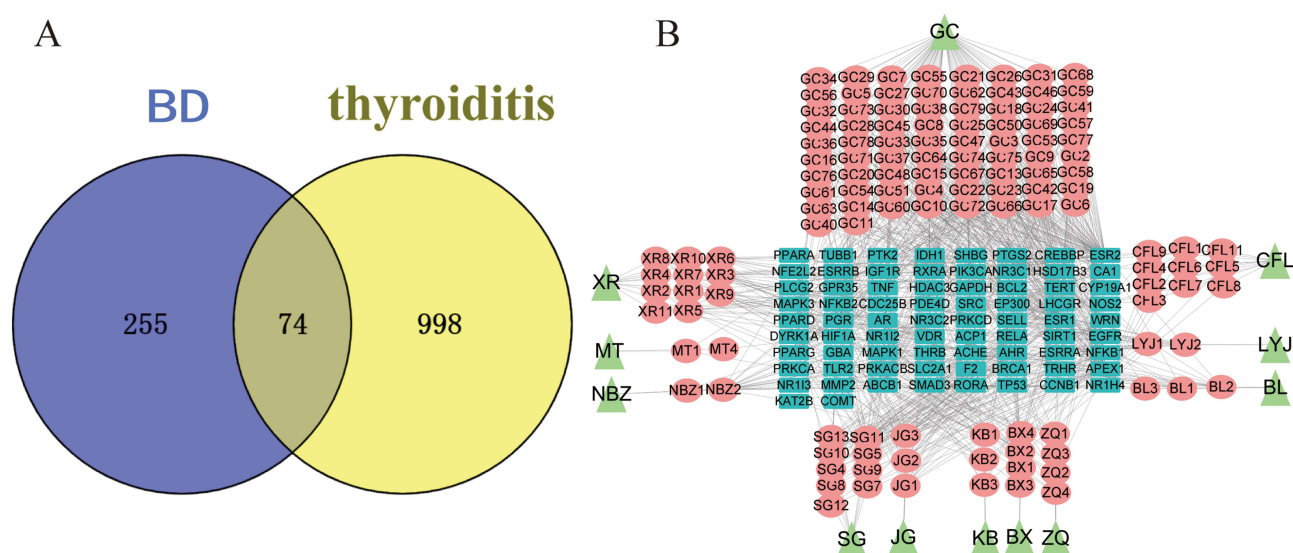 A
BD
thyroiditis
255
74
998
B
GC
GC34 GC29 GC7 GC55 GC21 GC26 GC31 GC68
GC56 GC5 GC27 GC70 GC62 GC43 GC46 GC59
GC32 GC73 GC30 GC38 GC79 GC18 GC24 GC41
GC44 GC28 GC45 GC8 GC25 GC50 GC69 GC57
GC36 GC78 GC33 GC35 GC47 GC3 GC53 GC77
GC16 GC71 GC37 GC64 GC74 GC75 GC9 GC2
GC76 GC20 GC48 GC15 GC67 GC13 GC65 GC58
GC61 GC54 GC51 GC4 GC22 GC23 GC42 GC19
GC63 GC14 GC60 GC10 GC72 GC66 GC17 GC6
GC40 GC11
XR
XR8 XR10 XR6
XR4 XR7 XR3
XR2 XR1 XR9
XR11 XR5
MT
MT1 MT4
NBZ
NBZ1 NBZ2
PPARA TUBB1 PTK2 IDH1 SHBG PTGS2 CREBBP ESR2
NFE2L2 ESRRB IGF1R RXRA PIK3CA NR3C1 HSD17B3 CA1
PLCG2 GPR35 TNF HDAC3 GAPDH BCL2 TERT CYP19A1
MAPK3 NFKB2 CDC25B PDE4D SRC EP300 LHCGR NOS2
PPARD PGR AR NR3C2 PRKCD SELL ESR1 WRN
DYRK1A HIF1A NR1I2 VDR ACP1 RELA SIRT1 EGFR
PPARG GBA MAPK1 THRB ACHE AHR ESRRA NFKB1
PRKCA TLR2 PRKACB SLC2A1 F2 BRCA1 TRHR APEX1
NR1I3 MMP2 ABCB1 SMAD3 RORA TP53 CCNB1 NR1H4
KAT2B COMT
CFL9 CFL1 CFL11
CFL4 CFL6 CFL5
CFL2 CFL7 CFL8
CFL3
CFL
LYJ1 LYJ2
LYJ
BL3 BL1 BL2
BL
SG13 SG11
SG10 SG5
SG4 SG9
SG8 SG7
SG12
SG
JG3
JG2
JG1
JG
KB1
KB2
KB3
KB
BX4
BX2
BX1
BX3
BX
ZQ1
ZQ3
ZQ2
ZQ4
ZQ